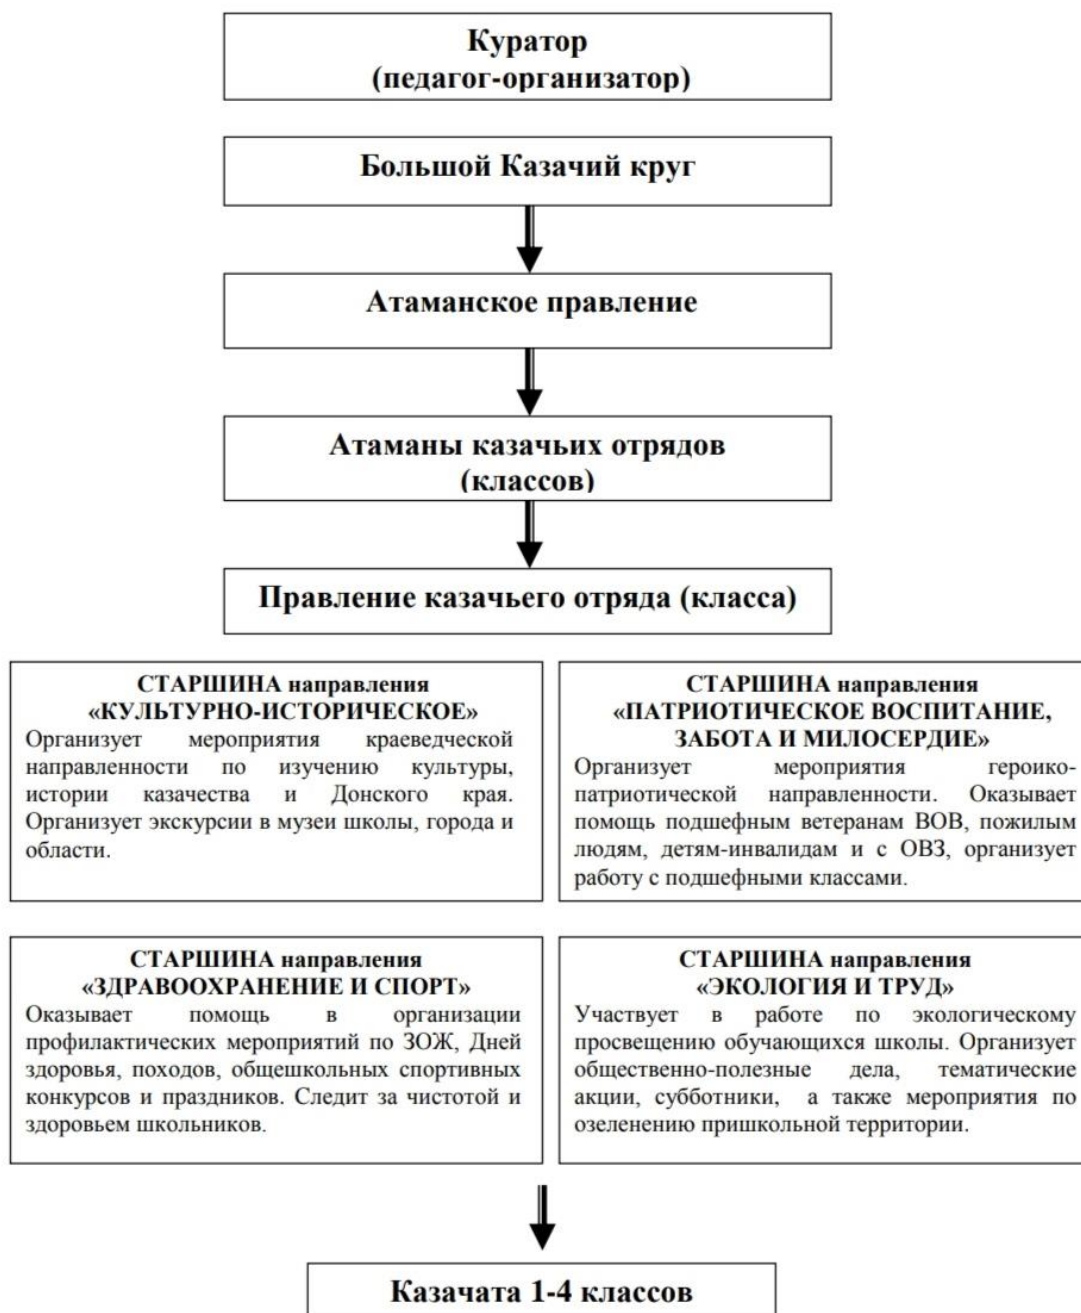 Куратор
(педагог-организатор)
Большой Казачий круг
Атаманское правление
Атаманы казачьих отрядов
(классов)
Правление казачьего отряда (класса)
СТАРШИНА направления
«КУЛЬТУРНО-ИСТОРИЧЕСКОЕ»
Организует мероприятия краеведческой
направленности по изучению культуры,
истории казачества и Донского края.
Организует экскурсии в музеи школы, города и
области.
СТАРШИНА направления
«ПАТРИОТИЧЕСКОЕ ВОСПИТАНИЕ,
ЗАБОТА И МИЛОСЕРДИЕ»
Организует мероприятия героико-
патриотической направленности. Оказывает
помощь подшефным ветеранам ВОВ, пожилым
людям, детям-инвалидам и с ОВЗ, организует
работу с подшефными классами.
СТАРШИНА направления
«ЗДРАВООХРАНЕНИЕ И СПОРТ»
Оказывает помощь в организации
профилактических мероприятий по ЗОЖ, Дней
здоровья, походов, общешкольных спортивных
конкурсов и праздников. Следит за чистотой и
здоровьем школьников.
СТАРШИНА направления
«ЭКОЛОГИЯ И ТРУД»
Участвует в работе по экологическому
просвещению обучающихся школы. Организует
общественно-полезные дела, тематические
акции, субботники, а также мероприятия по
озеленению пришкольной территории.
Казачата 1-4 классов